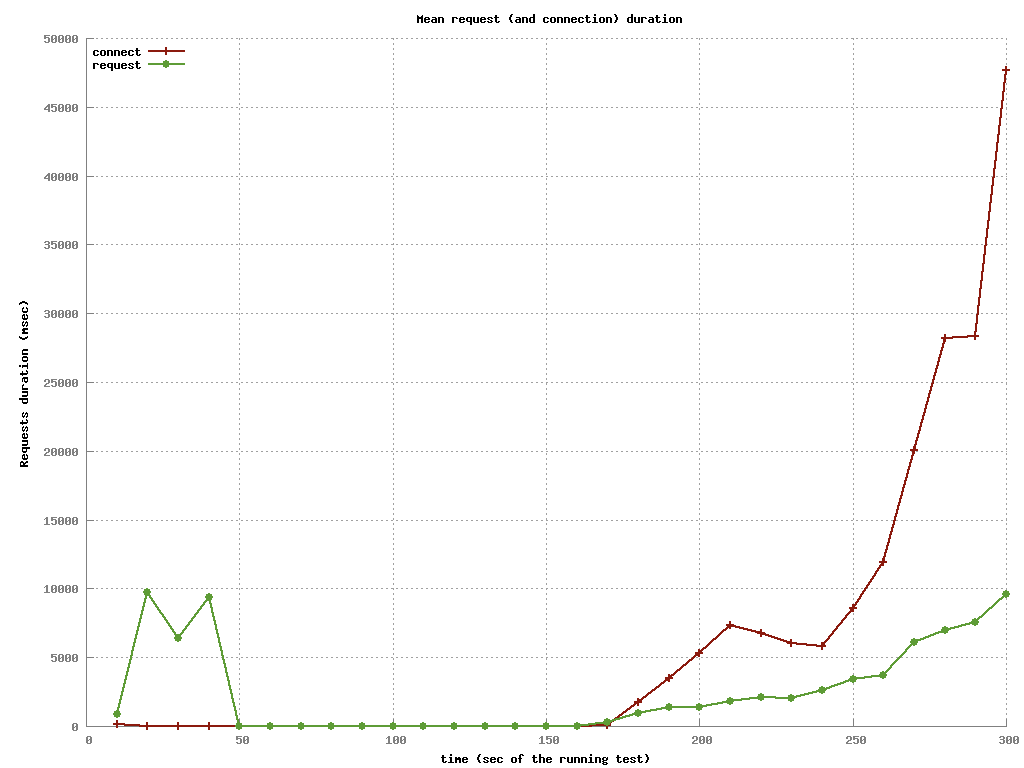 Mean request (and connection) duration
connect
request
Requests duration (msec)
50000
45000
40000
35000
30000
25000
20000
15000
10000
5000
0
0 50 100 150 200 250 300
time (sec of the running test)